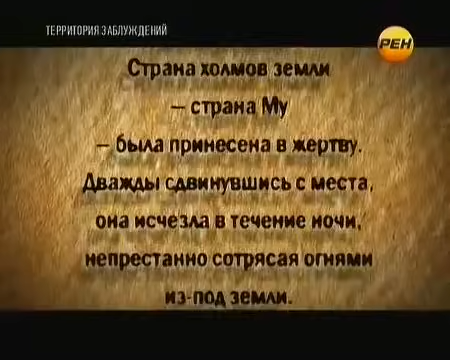 ТЕРРИТОРИЯ ЗАБЛУЖДЕНИЙ
РЕН
Страна холмов земли
– страна Му
– была принесена в жертву.
Дважды сдвинувшись с места,
она исчезла в течение ночи,
непрестанно сотрясая огнями
из-под земли.